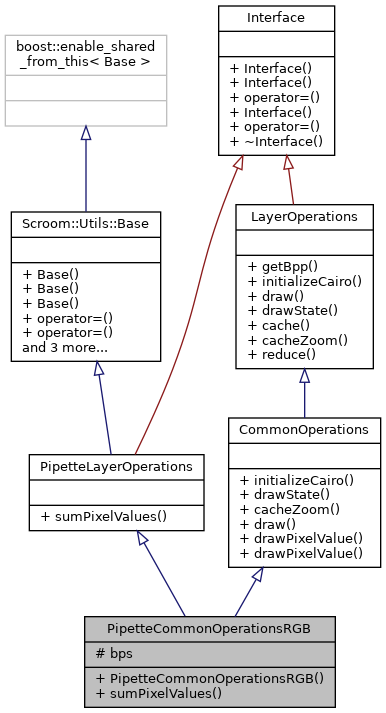 Interface
+ Interface()
+ Interface()
+ operator=()
+ Interface()
+ operator=()
+ ~Interface()
boost::enable_shared
_from_this< Base >
Scroom::Utils::Base
+ Base()
+ Base()
+ Base()
+ operator=()
+ operator=()
and 3 more...
LayerOperations
+ getBpp()
+ initializeCairo()
+ draw()
+ drawState()
+ cache()
+ cacheZoom()
+ reduce()
CommonOperations
+ initializeCairo()
+ drawState()
+ cacheZoom()
+ draw()
+ drawPixelValue()
+ drawPixelValue()
PipetteLayerOperations
+ sumPixelValues()
PipetteCommonOperationsRGB
# bps
+ PipetteCommonOperationsRGB()
+ sumPixelValues()